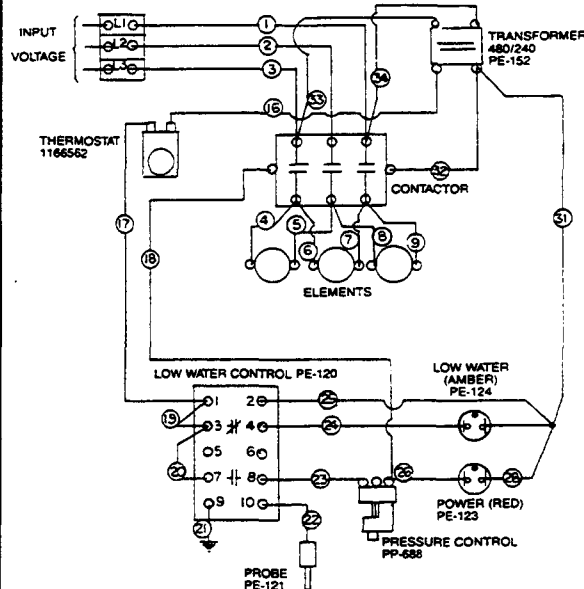 INPUT
VOLTAGE
L1
L2
L3
1
2
3
TRANSFORMER
480/240
PE-152
34
33
16
THERMOSTAT
1166562
32
CONTACTOR
17
18
4
5
6
7
8
9
31
ELEMENTS
LOW WATER CONTROL PE-120
LOW WATER
(AMBER)
PE-124
1
2
25
19
3
4
24
5
6
20
7
8
23
26
28
9
10
21
22
POWER (RED)
PE-123
PRESSURE CONTROL
PP-688
PROBE
PE-121